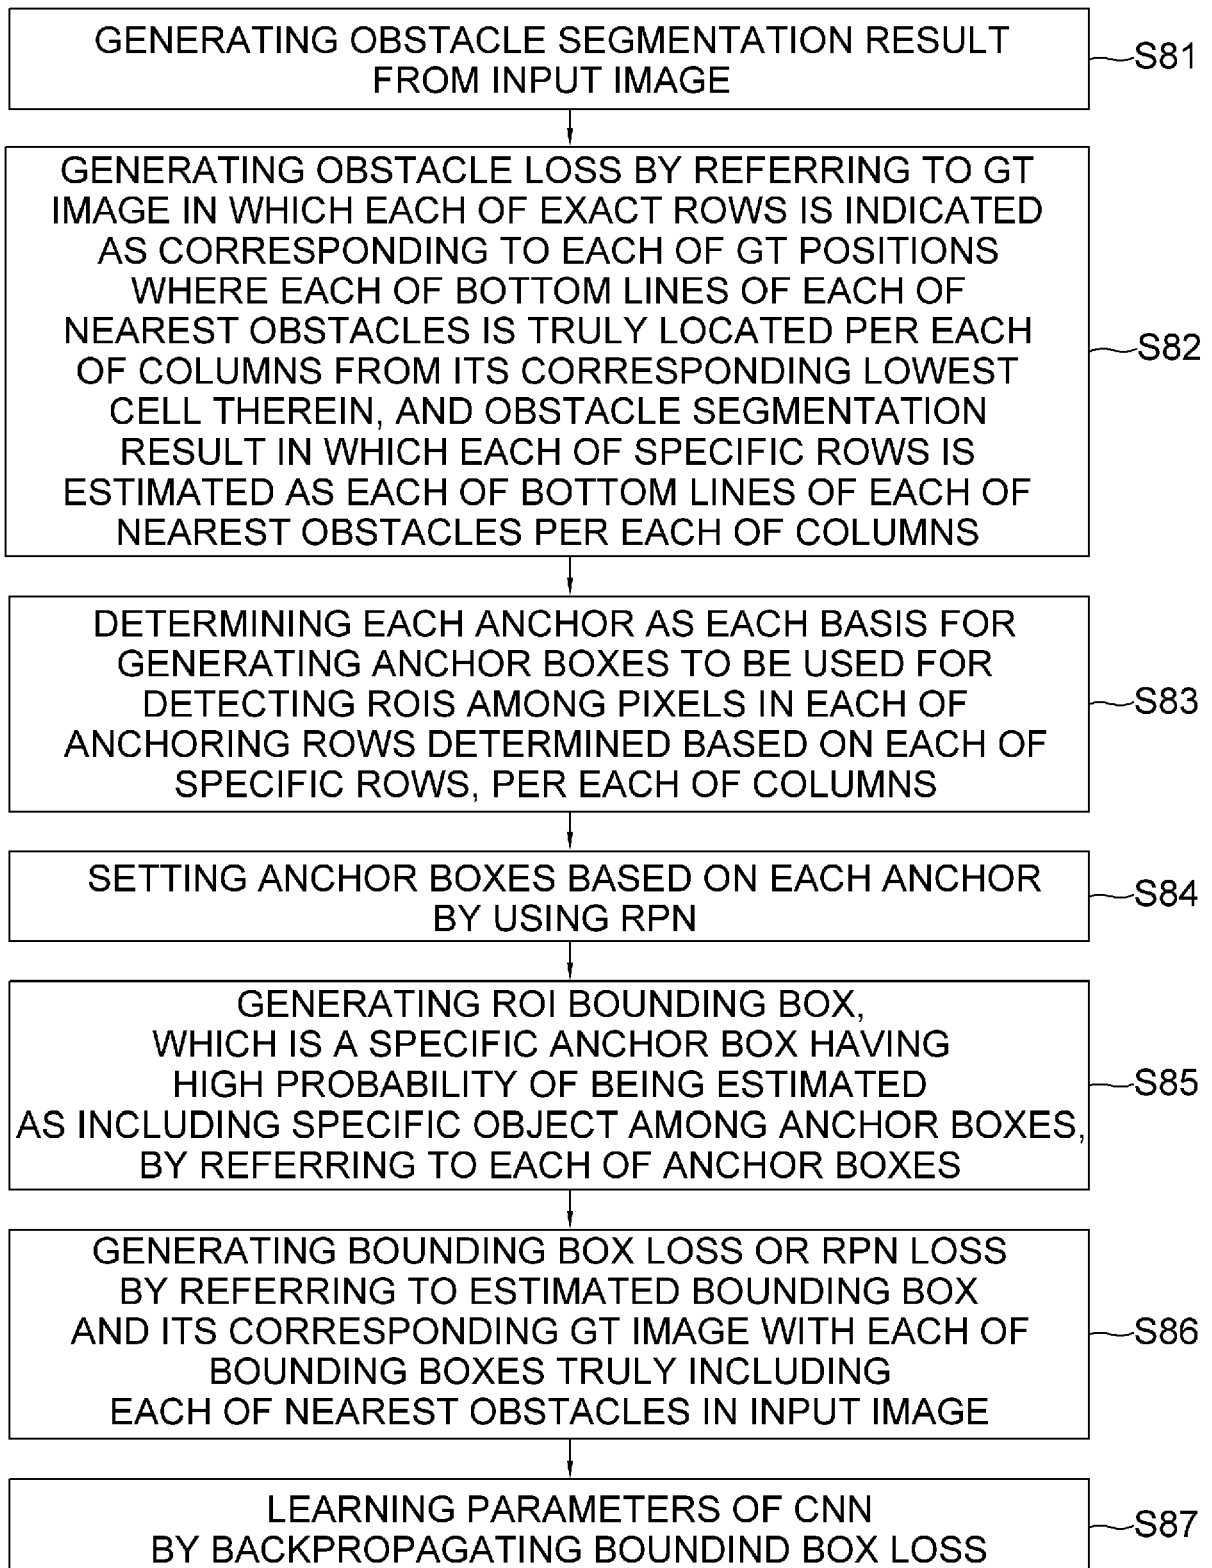 GENERATING OBSTACLE SEGMENTATION RESULT
FROM INPUT IMAGE
S81
GENERATING OBSTACLE LOSS BY REFERRING TO GT
IMAGE IN WHICH EACH OF EXACT ROWS IS INDICATED
AS CORRESPONDING TO EACH OF GT POSITIONS
WHERE EACH OF BOTTOM LINES OF EACH OF
NEAREST OBSTACLES IS TRULY LOCATED PER EACH
OF COLUMNS FROM ITS CORRESPONDING LOWEST
CELL THEREIN, AND OBSTACLE SEGMENTATION
RESULT IN WHICH EACH OF SPECIFIC ROWS IS
ESTIMATED AS EACH OF BOTTOM LINES OF EACH OF
NEAREST OBSTACLES PER EACH OF COLUMNS
S82
DETERMINING EACH ANCHOR AS EACH BASIS FOR
GENERATING ANCHOR BOXES TO BE USED FOR
DETECTING ROIS AMONG PIXELS IN EACH OF
ANCHORING ROWS DETERMINED BASED ON EACH OF
SPECIFIC ROWS, PER EACH OF COLUMNS
S83
SETTING ANCHOR BOXES BASED ON EACH ANCHOR
BY USING RPN
S84
GENERATING ROI BOUNDING BOX,
WHICH IS A SPECIFIC ANCHOR BOX HAVING
HIGH PROBABILITY OF BEING ESTIMATED
AS INCLUDING SPECIFIC OBJECT AMONG ANCHOR BOXES,
BY REFERRING TO EACH OF ANCHOR BOXES
S85
GENERATING BOUNDING BOX LOSS OR RPN LOSS
BY REFERRING TO ESTIMATED BOUNDING BOX
AND ITS CORRESPONDING GT IMAGE WITH EACH OF
BOUNDING BOXES TRULY INCLUDING
EACH OF NEAREST OBSTACLES IN INPUT IMAGE
S86
LEARNING PARAMETERS OF CNN
BY BACKPROPAGATING BOUNDIND BOX LOSS
S87